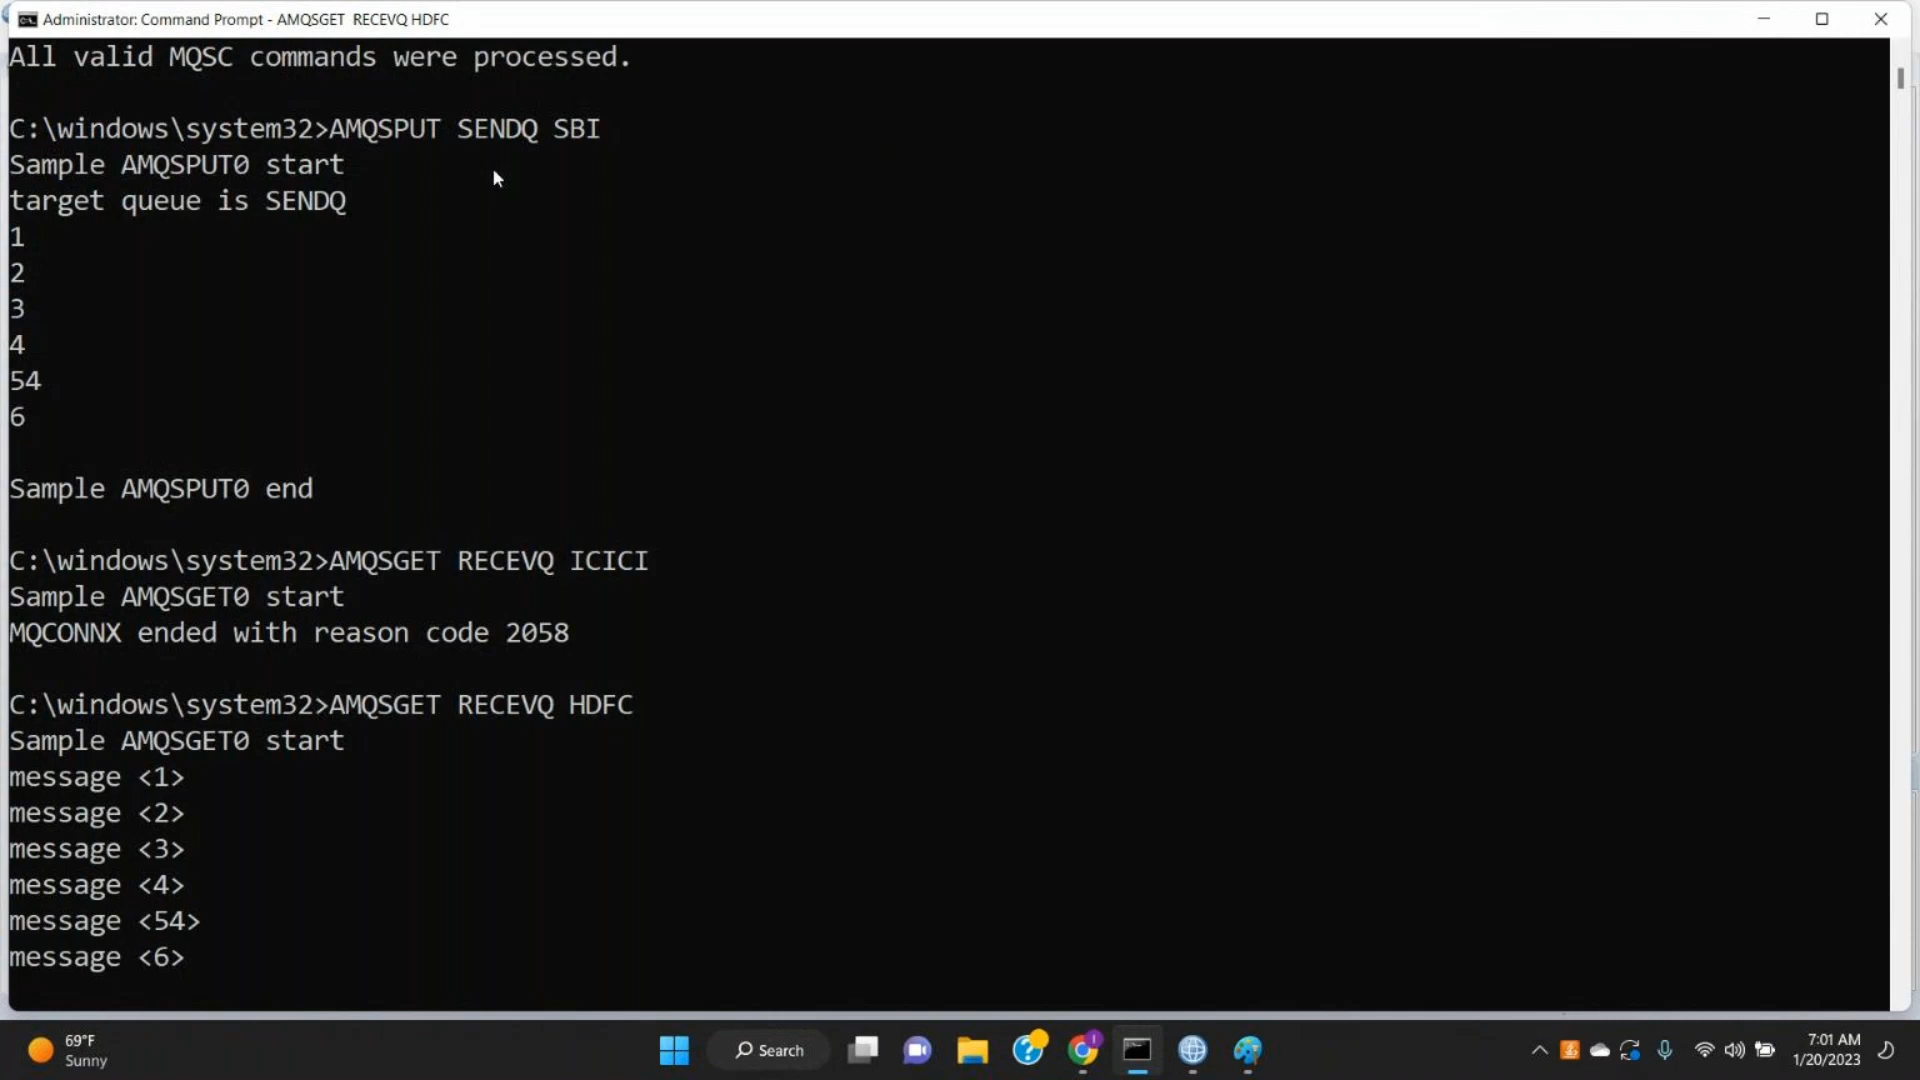 Administrator: Command Prompt - AMQSGET  RECEVQ HDFC
All valid MQSC commands were processed.
C:\windows\system32>AMQSPUT SENDQ SBI
Sample AMQSPUT0 start
target queue is SENDQ
1
2
3
4
54
6
Sample AMQSPUT0 end
C:\windows\system32>AMQSGET RECEVQ ICICI
Sample AMQSGET0 start
MQCONNX ended with reason code 2058
C:\windows\system32>AMQSGET RECEVQ HDFC
Sample AMQSGET0 start
message <1>
message <2>
message <3>
message <4>
message <54>
message <6>
69°F
Sunny
Search
7:01 AM
1/20/2023